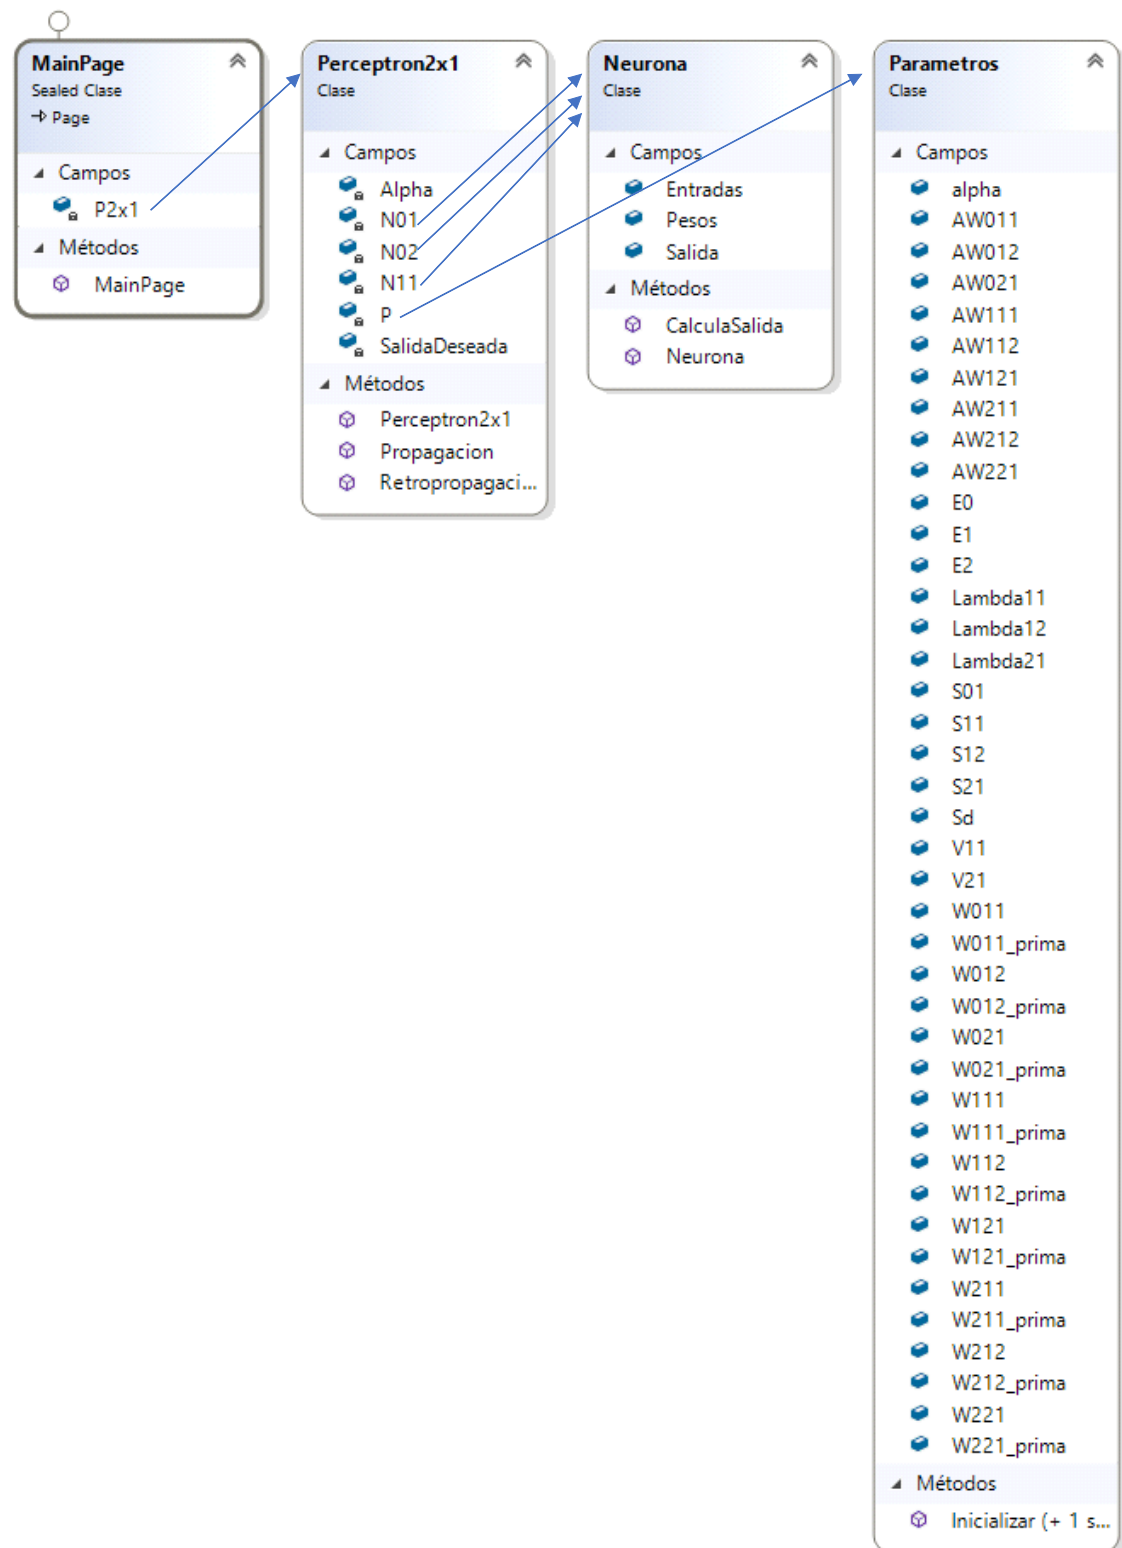 MainPage
Sealed Clase
Page
Campos
P2x1
Métodos
MainPage
Perceptron2x1
Clase
Campos
Alpha
N01
N02
N11
P
SalidaDeseada
Métodos
Perceptron2x1
Propagacion
Retropropagaci...
Neurona
Clase
Campos
Entradas
Pesos
Salida
Métodos
CalculaSalida
Neurona
Parametros
Clase
Campos
alpha
AW011
AW012
AW021
AW111
AW112
AW121
AW211
AW212
AW221
E0
E1
E2
Lambda11
Lambda12
Lambda21
S01
S11
S12
S21
Sd
V11
V21
W011
W011_prima
W012
W012_prima
W021
W021_prima
W111
W111_prima
W112
W112_prima
W121
W121_prima
W211
W211_prima
W212
W212_prima
W221
W221_prima
Métodos
Inicializar (+ 1 s...